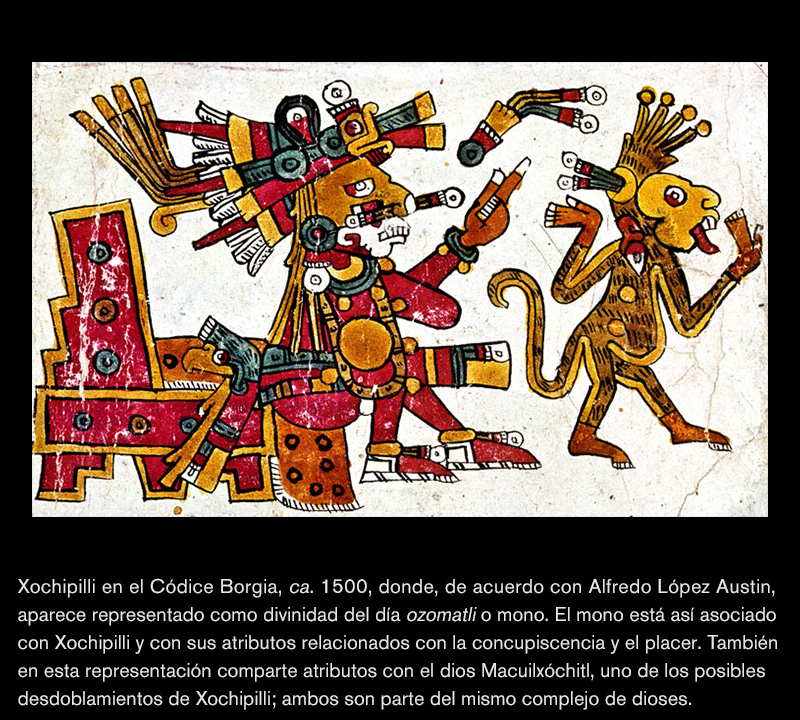 Xochipilli en el Códice Borgia, ca. 1500, donde, de acuerdo con Alfredo López Austin,
aparece representado como divinidad del día ozomatli o mono. El mono está así asociado
con Xochipilli y con sus atributos relacionados con la concupiscencia y el placer. También
en esta representación comparte atributos con el dios Macuilxóchitl, uno de los posibles
desdoblamientos de Xochipilli; ambos son parte del mismo complejo de dioses.